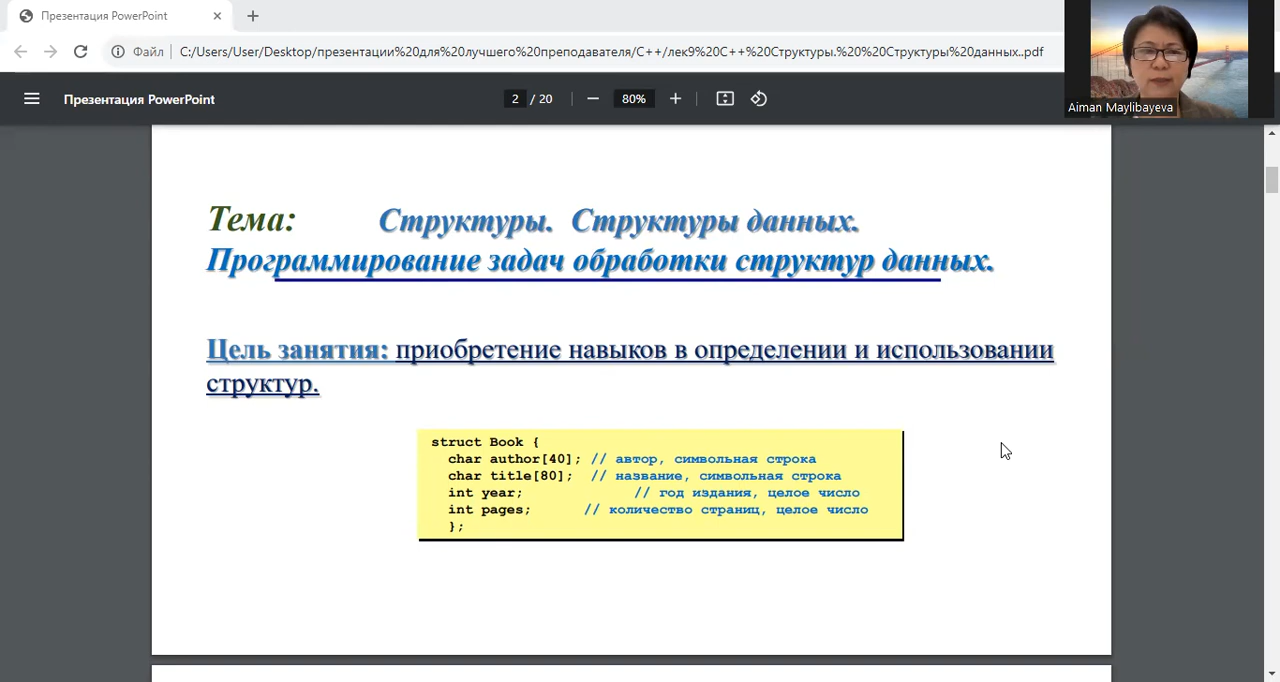 Презентация PowerPoint
Файл C:/Users/User/Desktop/презентации%20для%20лучшего%20преподавателя/C++/лек9%20C++%20Структуры.%20%20Структуры%20данных..pdf
Aiman Maylibayeva
Презентация PowerPoint 2 / 20 80%
Тема: Структуры. Структуры данных.
Программирование задач обработки структур данных.
Цель занятия: приобретение навыков в определении и использовании
структур.
struct Book {
char author[40]; // автор, символьная строка
char title[80]; // название, символьная строка
int year; // год издания, целое число
int pages; // количество страниц, целое число
};